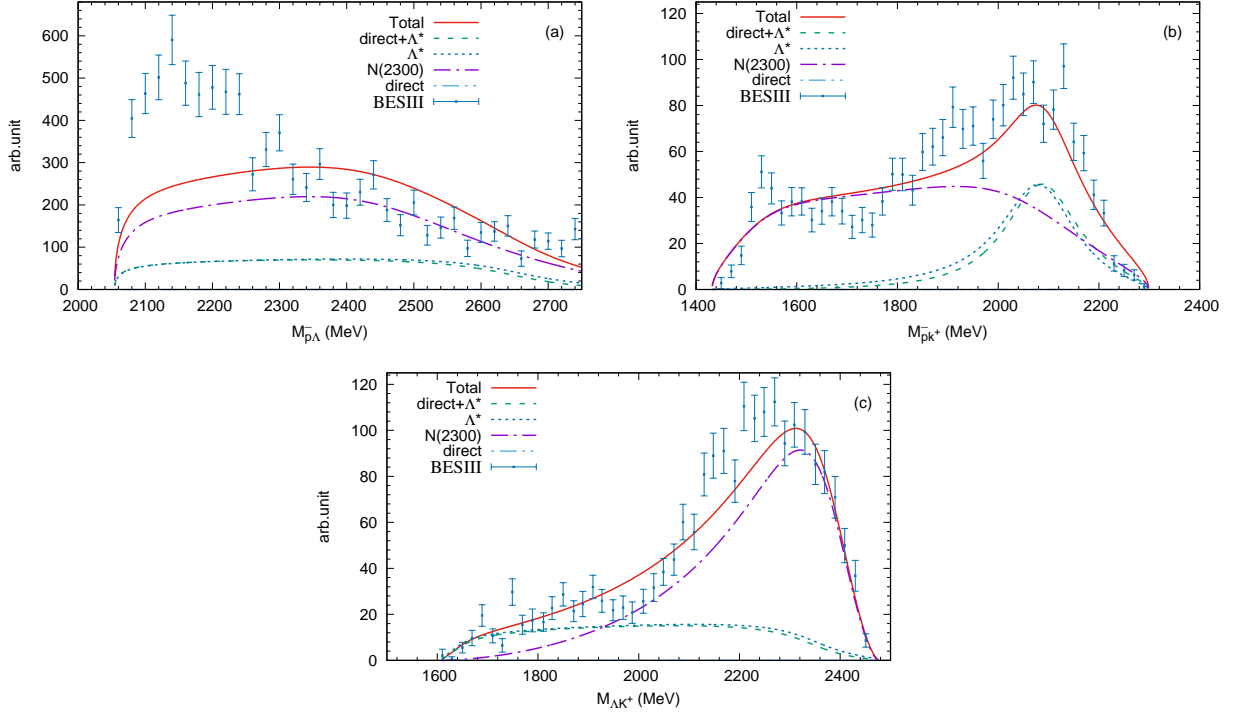 Total
direct+Λ*
Λ*
N(2300)
direct
BESIII
(a)
600
500
400
300
200
100
0
arb.unit
2000 2100 2200 2300 2400 2500 2600 2700
M_p̄Λ (MeV)
Total
direct+Λ*
Λ*
N(2300)
direct
BESIII
(b)
140
120
100
80
60
40
20
0
arb.unit
1400 1600 1800 2000 2200 2400
M_p̄k⁺ (MeV)
Total
direct+Λ*
Λ*
N(2300)
direct
BESIII
(c)
120
100
80
60
40
20
0
arb.unit
1600 1800 2000 2200 2400
M_ΛK⁺ (MeV)